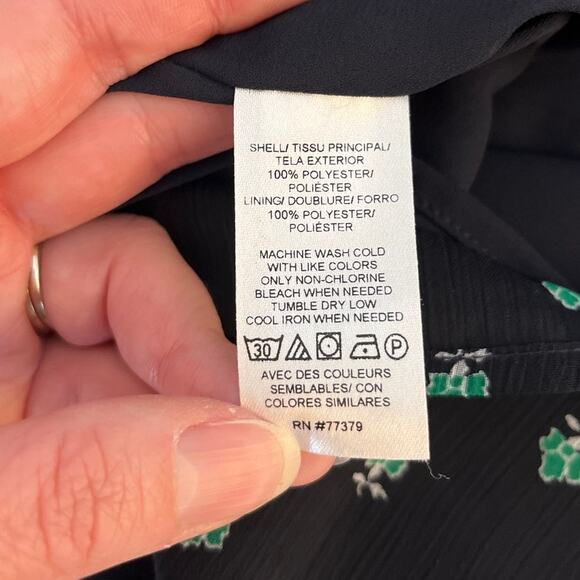 SHELL/ TISSU PRINCIPAL/
TELA EXTERIOR
100% POLYESTER/
POLIÉSTER
LINING/ DOUBLURE/ FORRO
100% POLYESTER/
POLIÉSTER
MACHINE WASH COLD
WITH LIKE COLORS
ONLY NON-CHLORINE
BLEACH WHEN NEEDED
TUMBLE DRY LOW
COOL IRON WHEN NEEDED
30 P
AVEC DES COULEURS
SEMBLABLES/ CON
COLORES SIMILARES
RN #77379